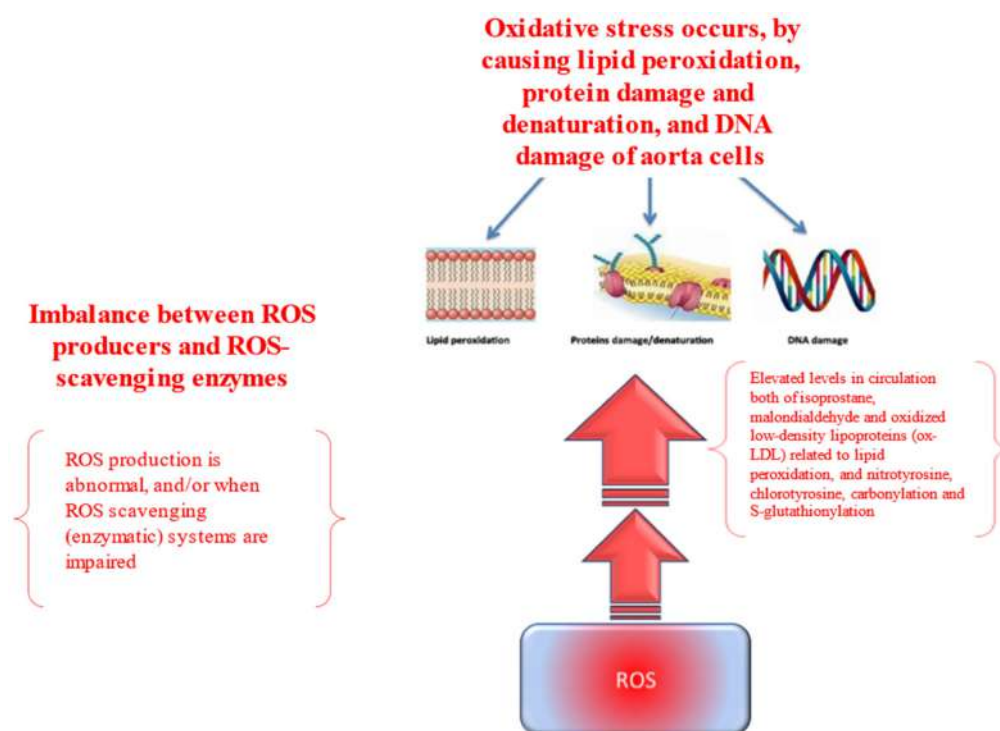 Oxidative stress occurs, by
causing lipid peroxidation,
protein damage and
denaturation, and DNA
damage of aorta cells
Lipid peroxidation
Proteins damage/denaturation
DNA damage
Imbalance between ROS
producers and ROS-
scavenging enzymes
ROS production is
abnormal, and/or when
ROS scavenging
(enzymatic) systems are
impaired
Elevated levels in circulation
both of isoprostane,
malondialdehyde and oxidized
low-density lipoproteins (ox-
LDL) related to lipid
peroxidation, and nitrotyrosine,
chlorotyrosine, carbonylation and
S-glutathionylation
ROS